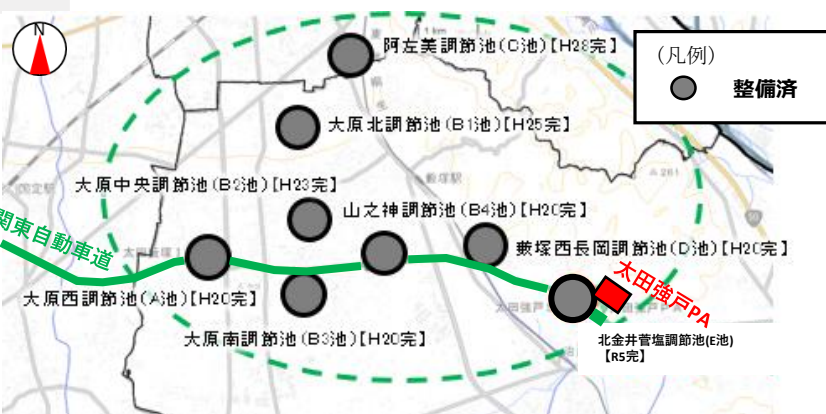 N
阿左美調節池(C池)【H28完】
(凡例)
整備済
大原北調節池(B1池)【H25完】
大原中央調節池(B2池)【H23完】
山之神調節池(B4池)【H20完】
藪塚駅
関東自動車道
藪塚西長岡調節池(D池)【H20完】
太田強戸PA
大原西調節池(A池)【H20完】
大原南調節池(B3池)【H20完】
北金井菅塩調節池(E池)
【R5完】
50